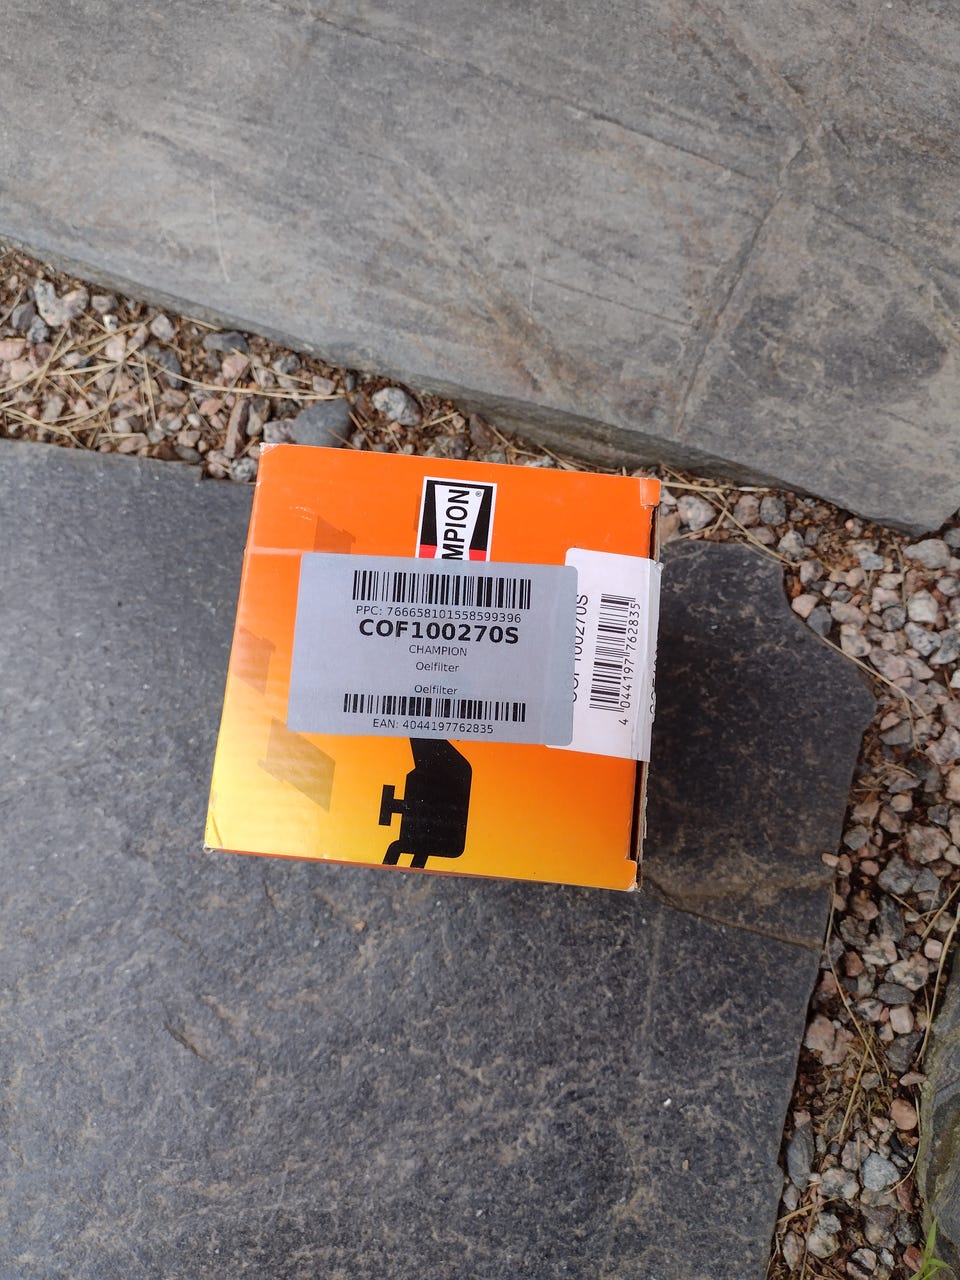 MPION
®
PPC: 766658101558599396
COF100270S
CHAMPION
Oelfilter
Oelfilter
EAN: 4044197762835
COF100270S
4 044197 762835